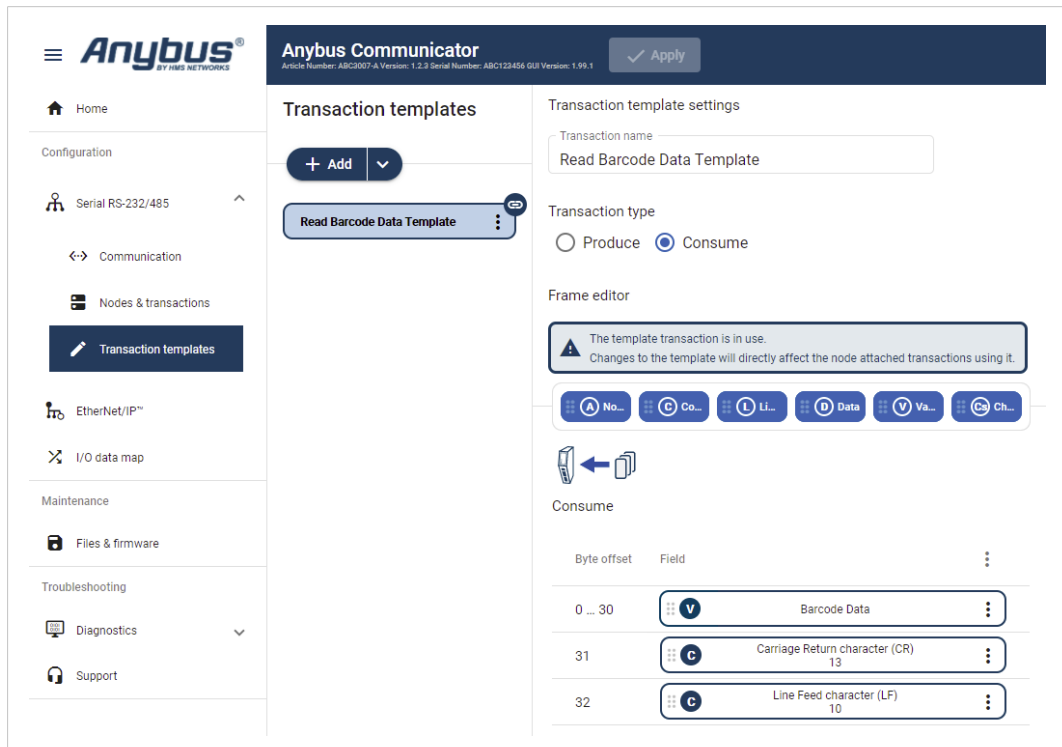 Anybus®
BY HMS NETWORKS
Anybus Communicator
Article Number: ABC3007-A Version: 1.2.3 Serial Number: ABC123456 GUI Version: 1.99.1
Apply
Home
Configuration
Serial RS-232/485
Communication
Nodes & transactions
Transaction templates
EtherNet/IP™
I/O data map
Maintenance
Files & firmware
Troubleshooting
Diagnostics
Support
Transaction templates
Add
Read Barcode Data Template
Transaction template settings
Transaction name
Read Barcode Data Template
Transaction type
Produce Consume
Frame editor
The template transaction is in use.
Changes to the template will directly affect the node attached transactions using it.
A No... C Co... L Li... D Data V Va... Cs Ch...
Consume
Byte offset Field
0 ... 30 V Barcode Data
31 C Carriage Return character (CR)
13
32 C Line Feed character (LF)
10